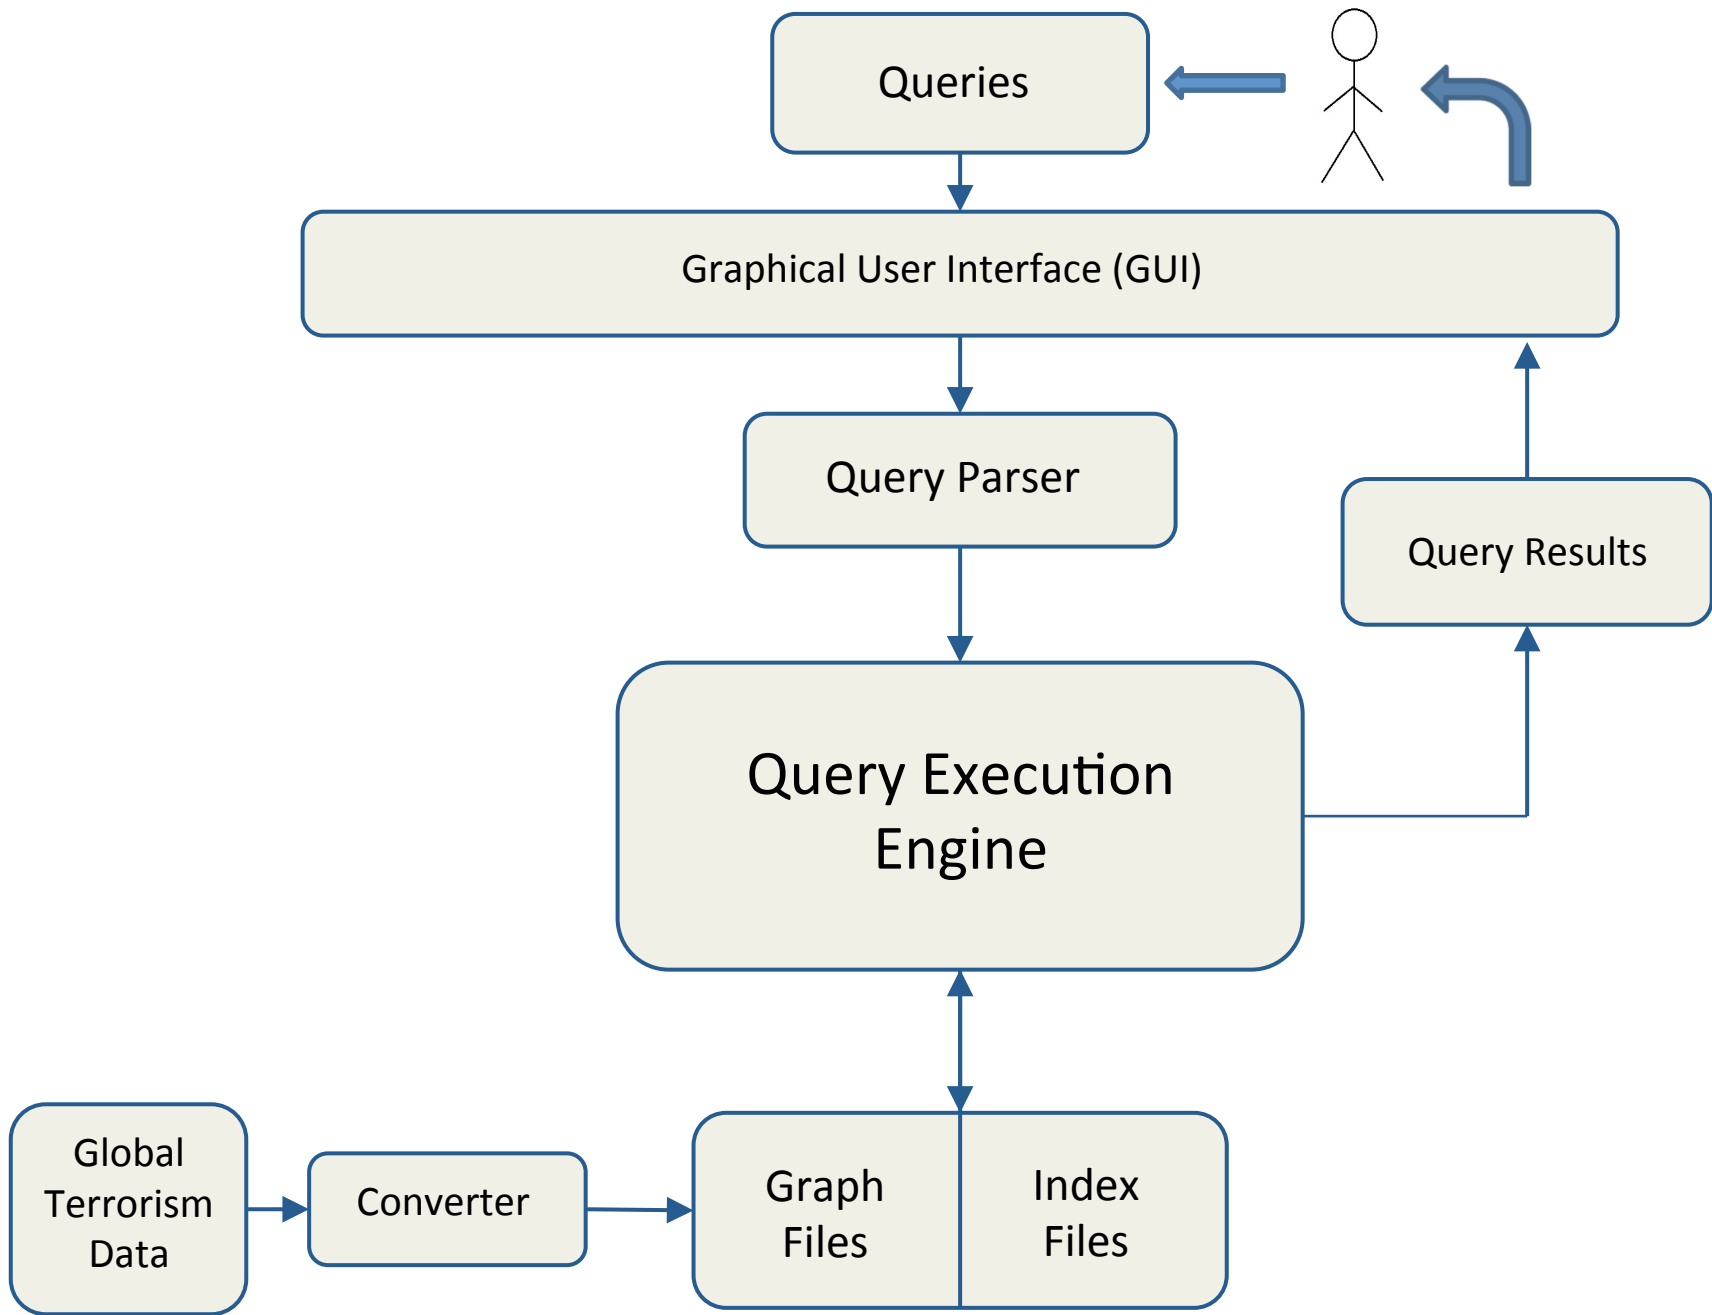 Queries
Graphical User Interface (GUI)
Query Parser
Query Results
Query Execution
Engine
Global
Terrorism
Data
Converter
Graph
Files
Index
Files